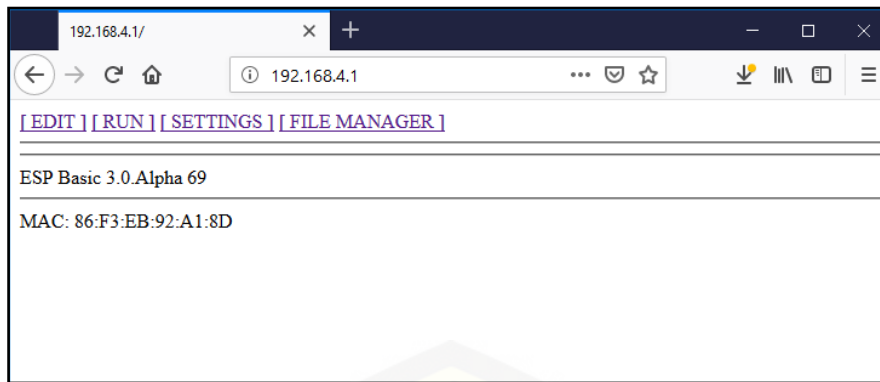 192.168.4.1/
192.168.4.1
[ EDIT ] [ RUN ] [ SETTINGS ] [ FILE MANAGER ]
ESP Basic 3.0.Alpha 69
MAC: 86:F3:EB:92:A1:8D